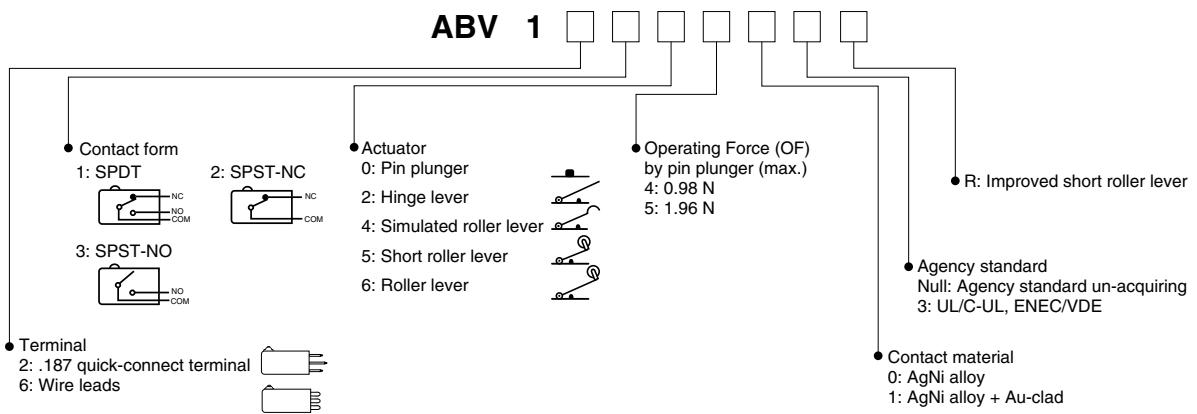 ABV 1
Contact form
1: SPDT
NC
NO
COM
2: SPST-NC
NC
COM
3: SPST-NO
NO
COM
Actuator
0: Pin plunger
2: Hinge lever
4: Simulated roller lever
5: Short roller lever
6: Roller lever
Operating Force (OF)
by pin plunger (max.)
4: 0.98 N
5: 1.96 N
R: Improved short roller lever
Agency standard
Null: Agency standard un-acquiring
3: UL/C-UL, ENEC/VDE
Terminal
2: .187 quick-connect terminal
6: Wire leads
Contact material
0: AgNi alloy
1: AgNi alloy + Au-clad